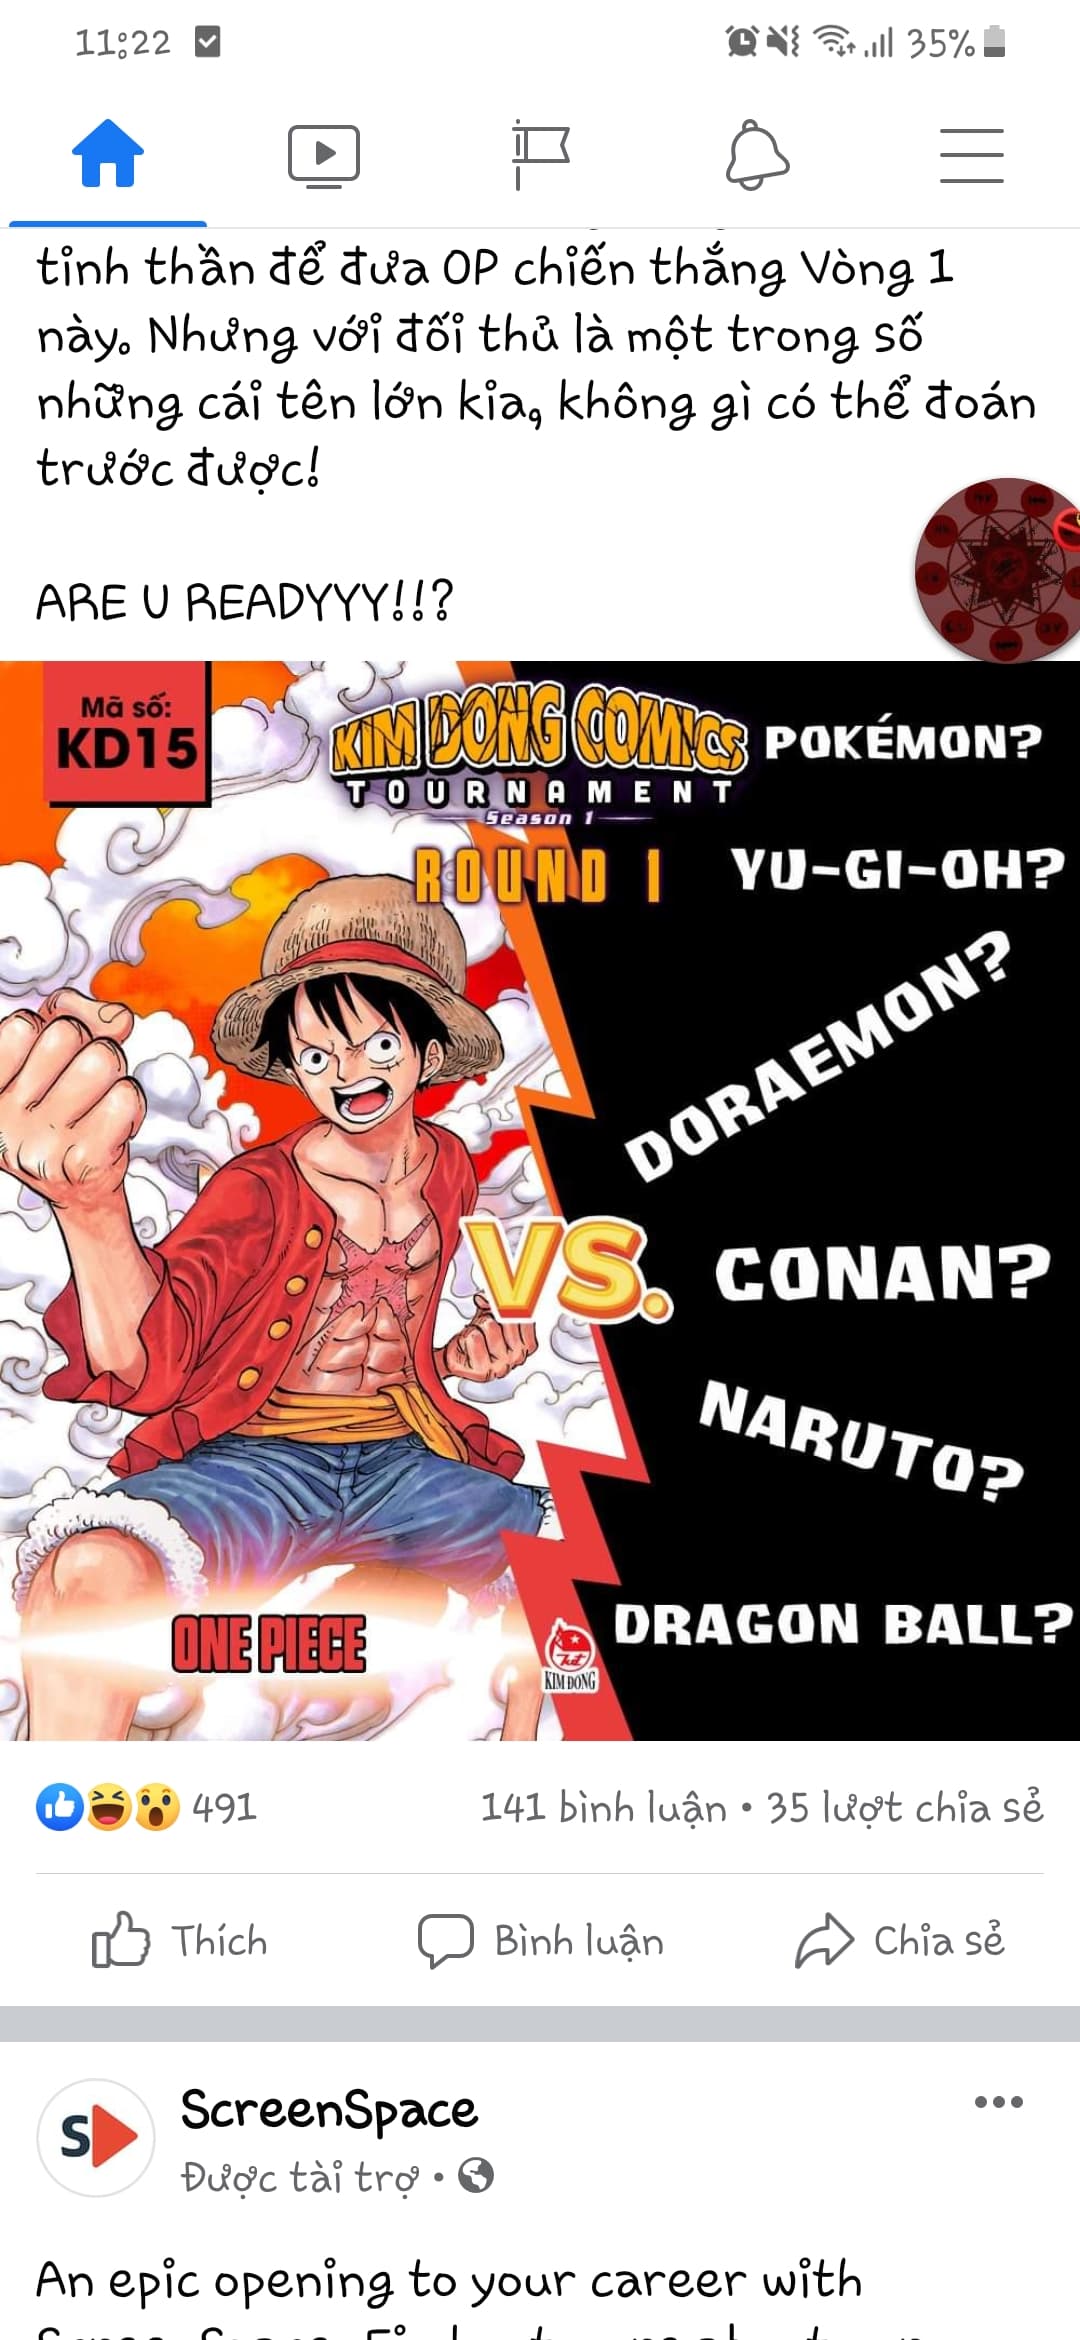 11:22
35%
tinh thần để đưa OP chiến thắng Vòng 1
này. Nhưng với đối thủ là một trong số
những cái tên lớn kia, không gì có thể đoán
trước được!
ARE U READYYY!!?
Mã số:
KD15
KIM DONG COMICS
TOURNAMENT
Season 1
ROUND 1
POKÉMON?
YU-GI-OH?
DORAEMON?
VS.
CONAN?
NARUTO?
DRAGON BALL?
ONE PIECE
KIM ĐỒNG
491
141 bình luận • 35 lượt chia sẻ
Thích
Bình luận
Chia sẻ
S
ScreenSpace
Được tài trợ •
An epic opening to your career with